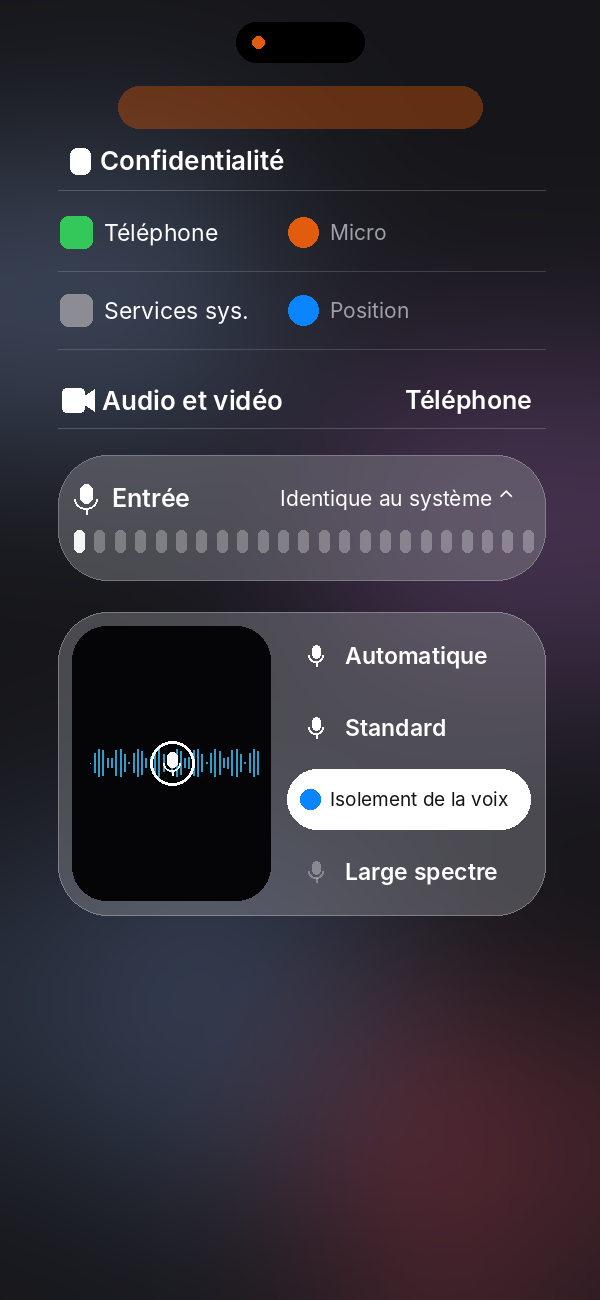 Confidentialité
Téléphone Micro
Services sys. Position
Audio et vidéo Téléphone
Entrée Identique au système
Automatique
Standard
Isolement de la voix
Large spectre